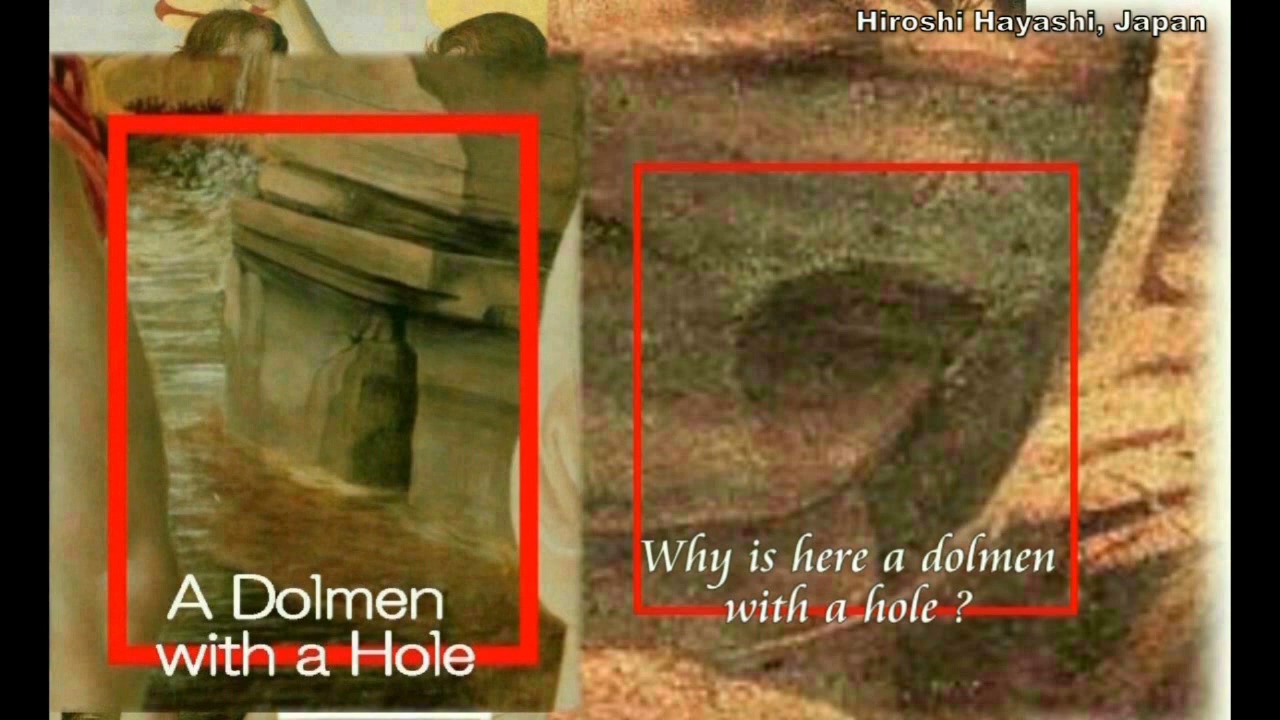 Hiroshi Hayashi, Japan
A Dolmen
with a Hole
Why is here a dolmen
with a hole ?